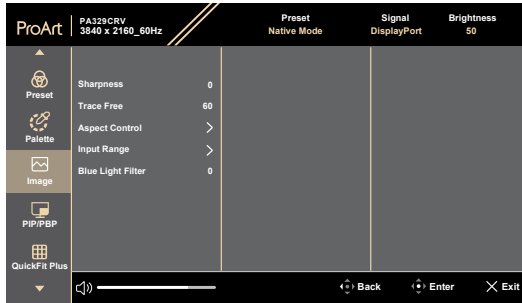 ProArt
PA329CRV
3840 x 2160_60Hz
Preset
Native Mode
Signal
DisplayPort
Brightness
50
Preset
Palette
Image
PIP/PBP
QuickFit Plus
Sharpness 0
Trace Free 60
Aspect Control
Input Range
Blue Light Filter 0
Back
Enter
Exit